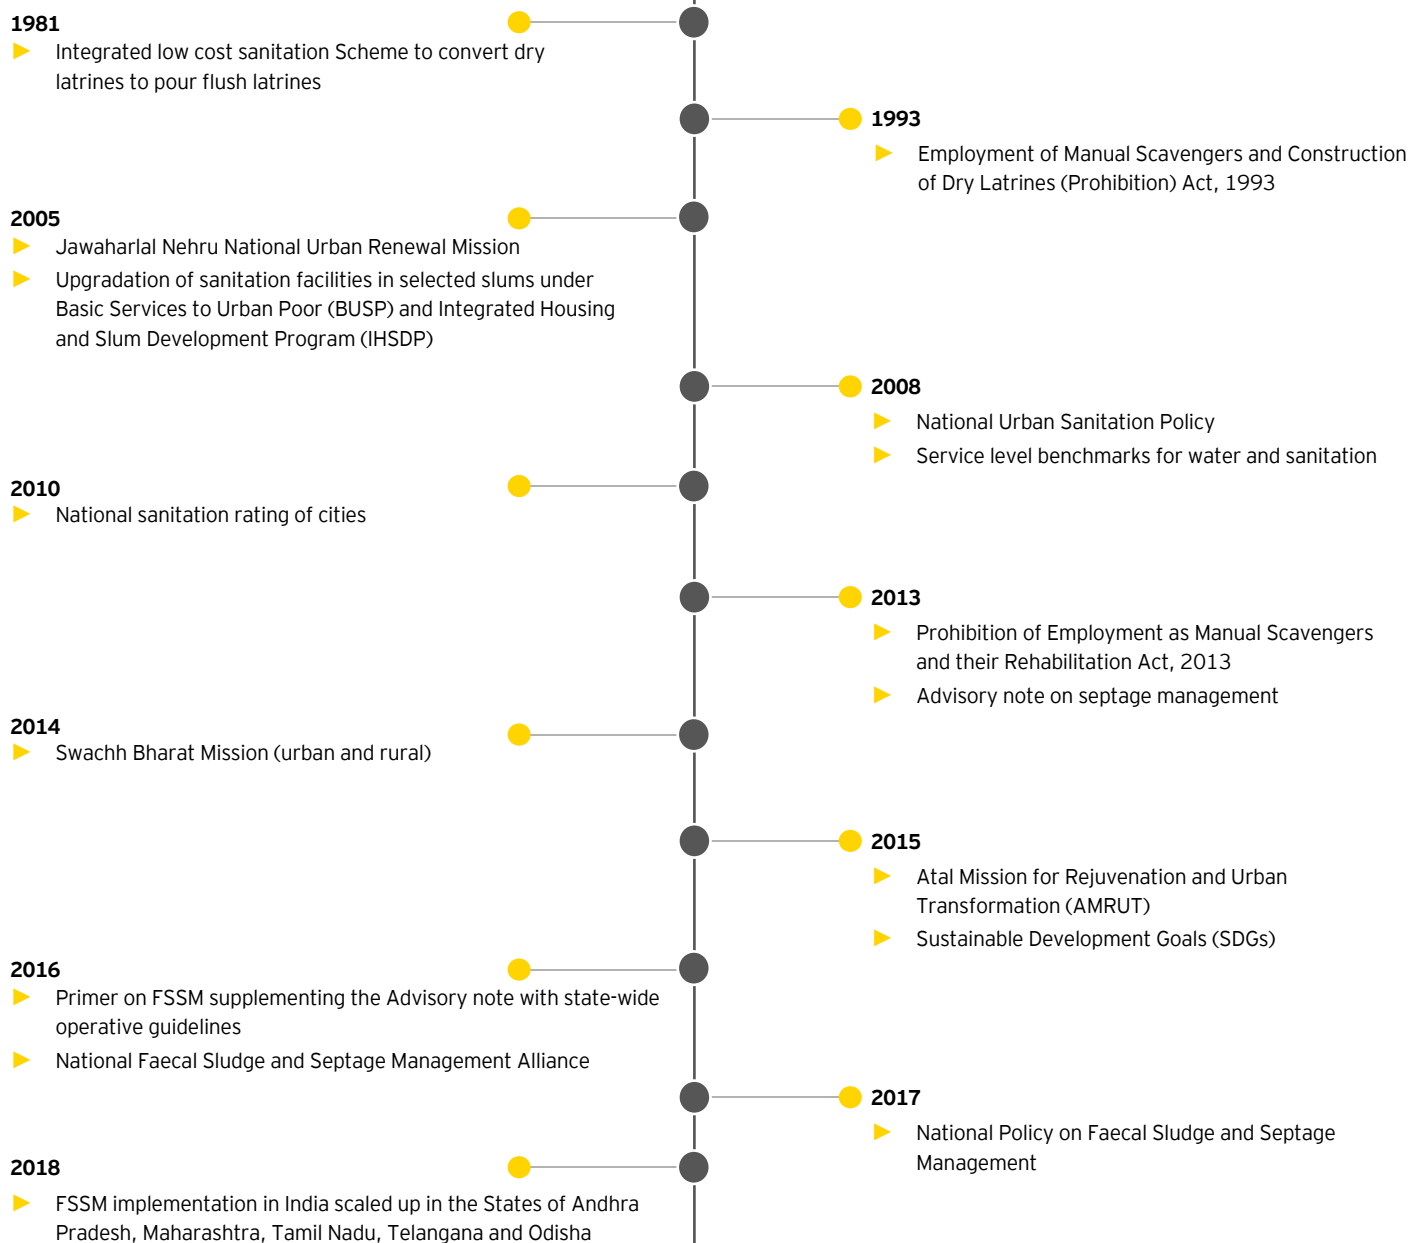 1981
Integrated low cost sanitation Scheme to convert dry
latrines to pour flush latrines
1993
Employment of Manual Scavengers and Construction
of Dry Latrines (Prohibition) Act, 1993
2005
Jawaharlal Nehru National Urban Renewal Mission
Upgradation of sanitation facilities in selected slums under
Basic Services to Urban Poor (BUSP) and Integrated Housing
and Slum Development Program (IHSDP)
2008
National Urban Sanitation Policy
Service level benchmarks for water and sanitation
2010
National sanitation rating of cities
2013
Prohibition of Employment as Manual Scavengers
and their Rehabilitation Act, 2013
Advisory note on septage management
2014
Swachh Bharat Mission (urban and rural)
2015
Atal Mission for Rejuvenation and Urban
Transformation (AMRUT)
Sustainable Development Goals (SDGs)
2016
Primer on FSSM supplementing the Advisory note with state-wide
operative guidelines
National Faecal Sludge and Septage Management Alliance
2017
National Policy on Faecal Sludge and Septage
Management
2018
FSSM implementation in India scaled up in the States of Andhra
Pradesh, Maharashtra, Tamil Nadu, Telangana and Odisha